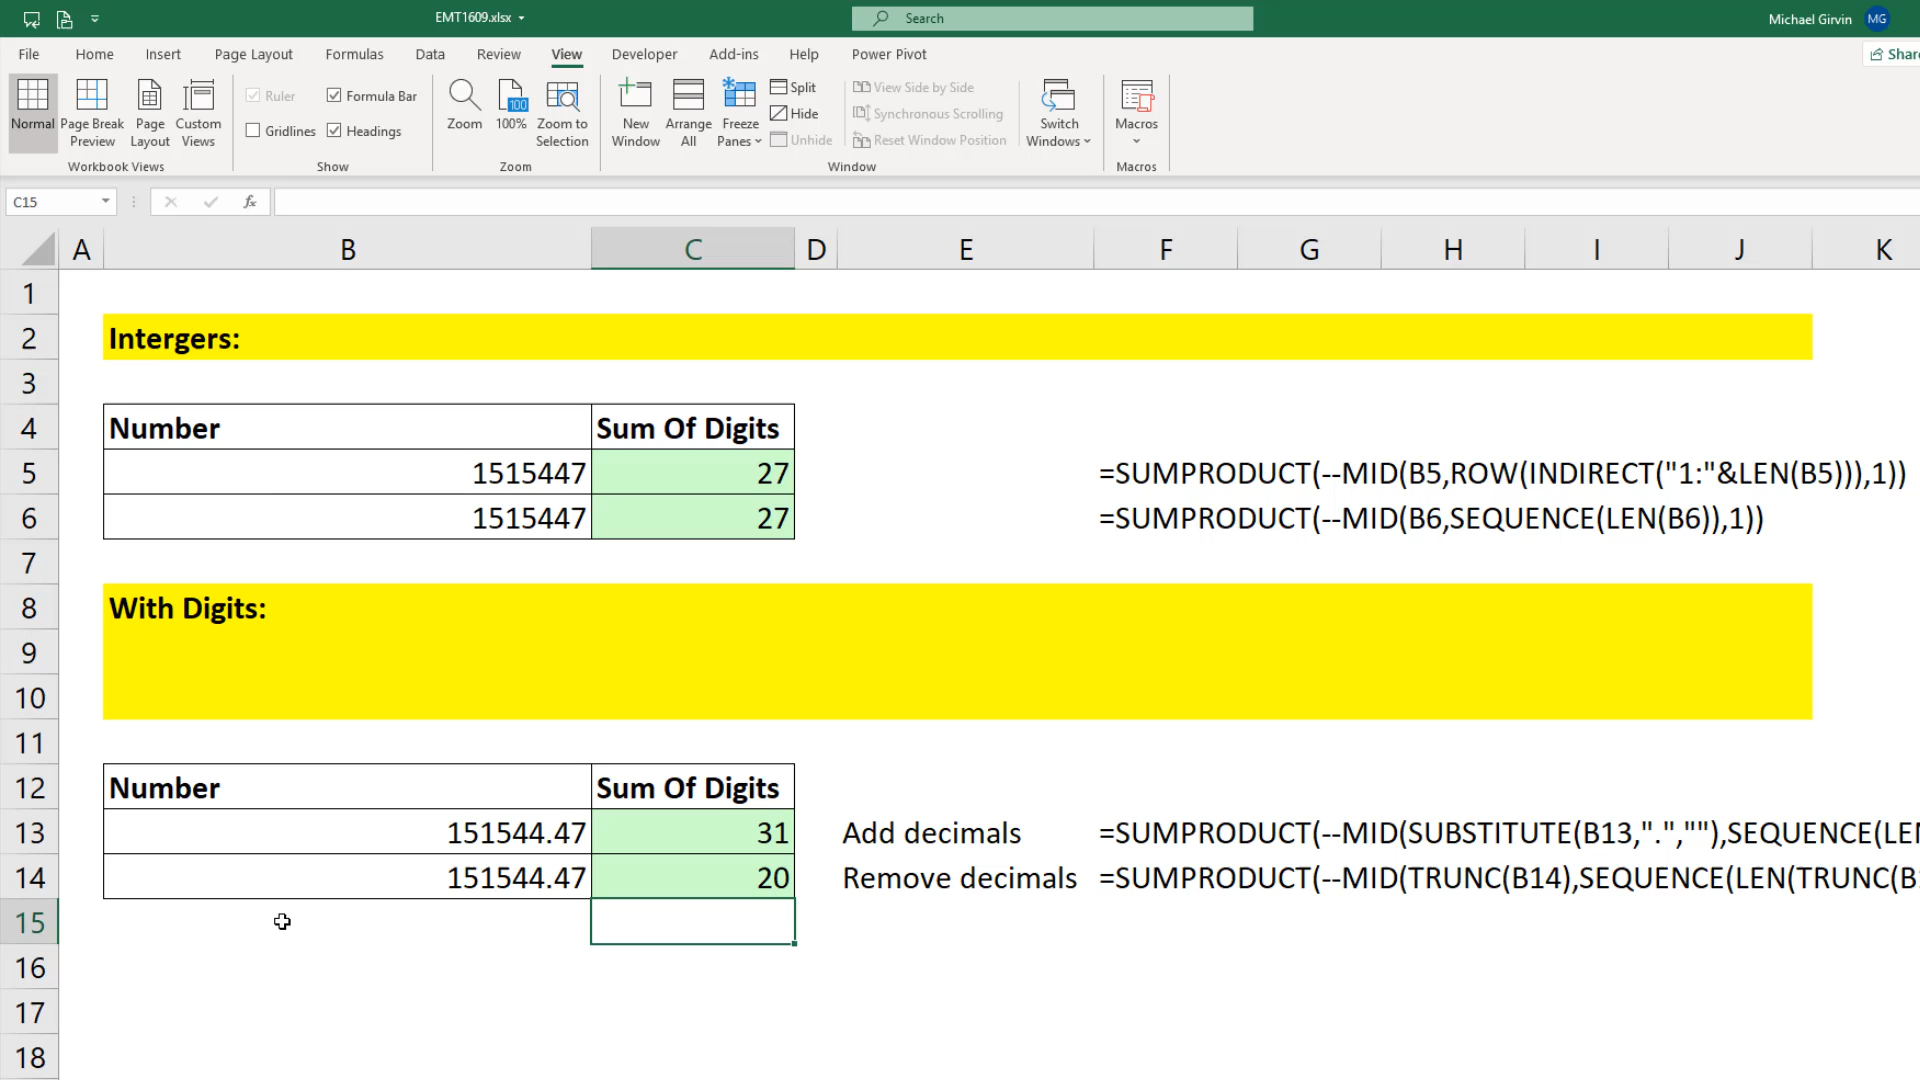 EMT1609.xlsx
Search
Michael Girvin MG
File Home Insert Page Layout Formulas Data Review View Developer Add-ins Help Power Pivot
Normal
Page Break Preview
Page Layout
Custom Views
Workbook Views
Ruler
Formula Bar
Gridlines
Headings
Show
Zoom
100
100%
Zoom to Selection
Zoom
New Window
Arrange All
Freeze Panes
Split
Hide
Unhide
View Side by Side
Synchronous Scrolling
Reset Window Position
Window
Switch Windows
Macros
Macros
C15
fx
A B C D E F G H I J K
1
2 Intergers:
3
4 Number Sum Of Digits
5 1515447 27 =SUMPRODUCT(--MID(B5,ROW(INDIRECT("1:"&LEN(B5))),1))
6 1515447 27 =SUMPRODUCT(--MID(B6,SEQUENCE(LEN(B6)),1))
7
8 With Digits:
9
10
11
12 Number Sum Of Digits
13 151544.47 31 Add decimals =SUMPRODUCT(--MID(SUBSTITUTE(B13,".",""),SEQUENCE(LEN
14 151544.47 20 Remove decimals =SUMPRODUCT(--MID(TRUNC(B14),SEQUENCE(LEN(TRUNC(B1
15
16
17
18